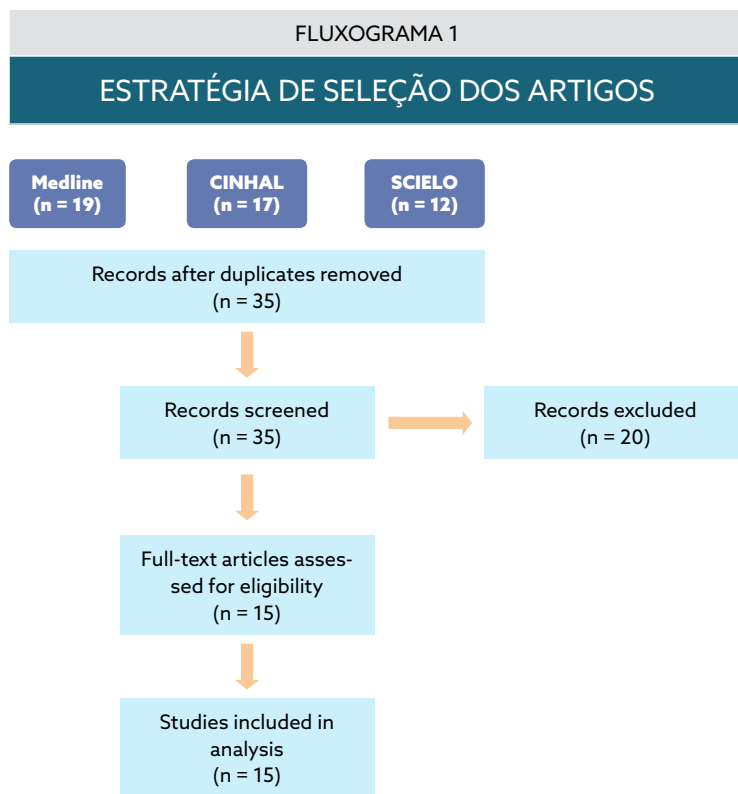 FLUXOGRAMA 1
ESTRATÉGIA DE SELEÇÃO DOS ARTIGOS
Medline
(n = 19)
CINHAL
(n = 17)
SCIELO
(n = 12)
Records after duplicates removed
(n = 35)
Records screened
(n = 35)
Records excluded
(n = 20)
Full-text articles asses-
sed for eligibility
(n = 15)
Studies included in
analysis
(n = 15)